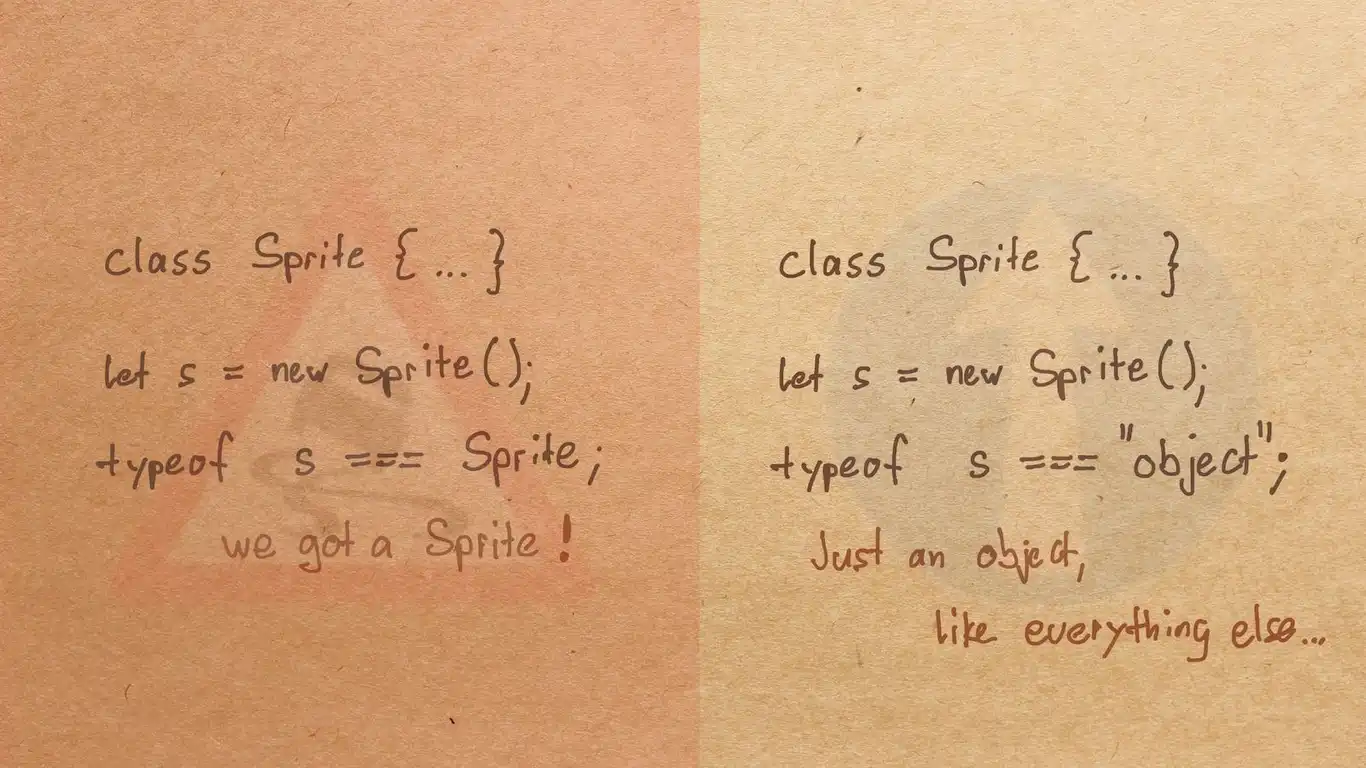 class Sprite { ... }
let s = new Sprite();
typeof s === Sprite;
we got a Sprite!
class Sprite { ... }
let s = new Sprite();
typeof s === "object";
Just an object,
like everything else...